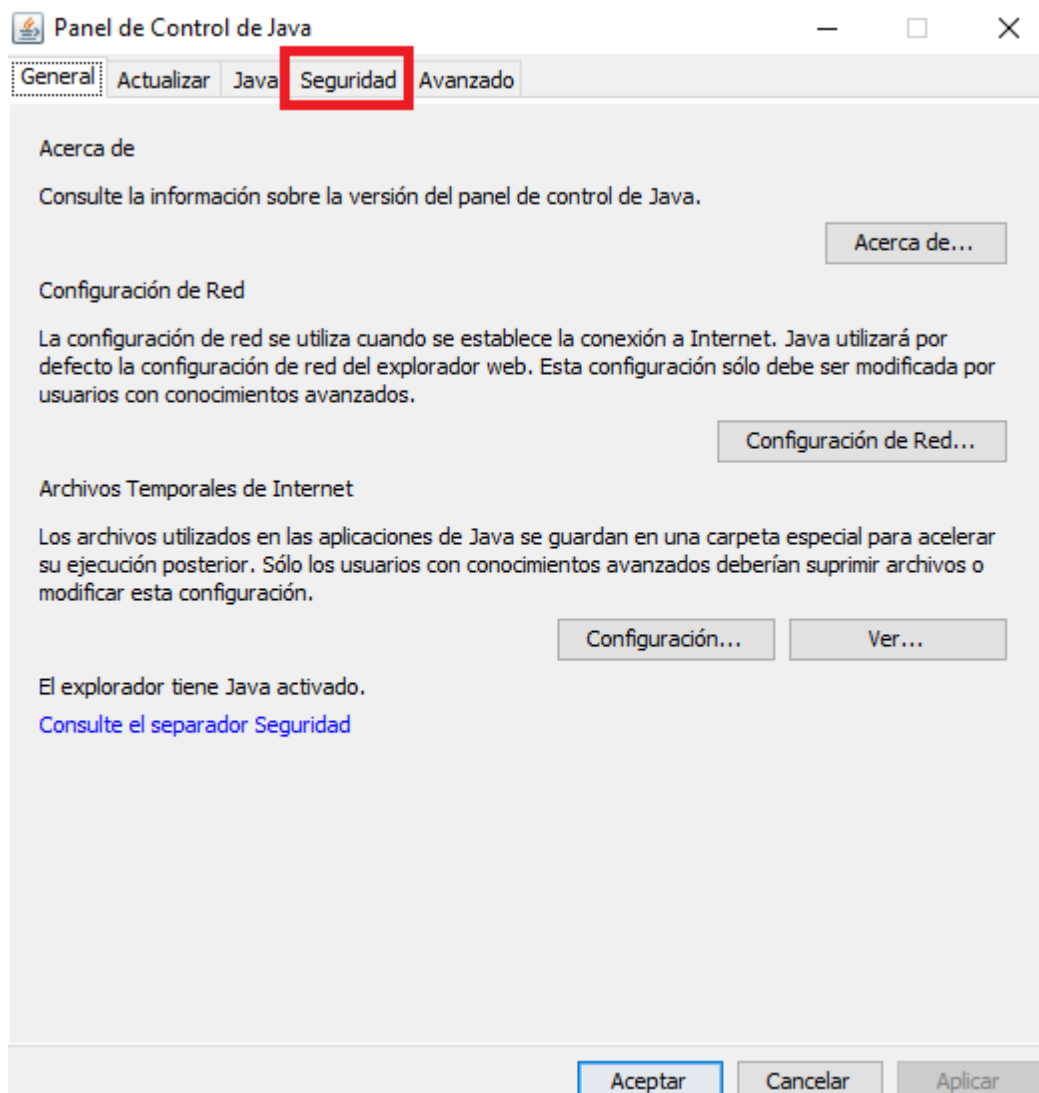 Panel de Control de Java
General Actualizar Java Seguridad Avanzado
Acerca de
Consulte la información sobre la versión del panel de control de Java.
Acerca de...
Configuración de Red
La configuración de red se utiliza cuando se establece la conexión a Internet. Java utilizará por
defecto la configuración de red del explorador web. Esta configuración sólo debe ser modificada por
usuarios con conocimientos avanzados.
Configuración de Red...
Archivos Temporales de Internet
Los archivos utilizados en las aplicaciones de Java se guardan en una carpeta especial para acelerar
su ejecución posterior. Sólo los usuarios con conocimientos avanzados deberían suprimir archivos o
modificar esta configuración.
Configuración... Ver...
El explorador tiene Java activado.
Consulte el separador Seguridad
Aceptar Cancelar Aplicar